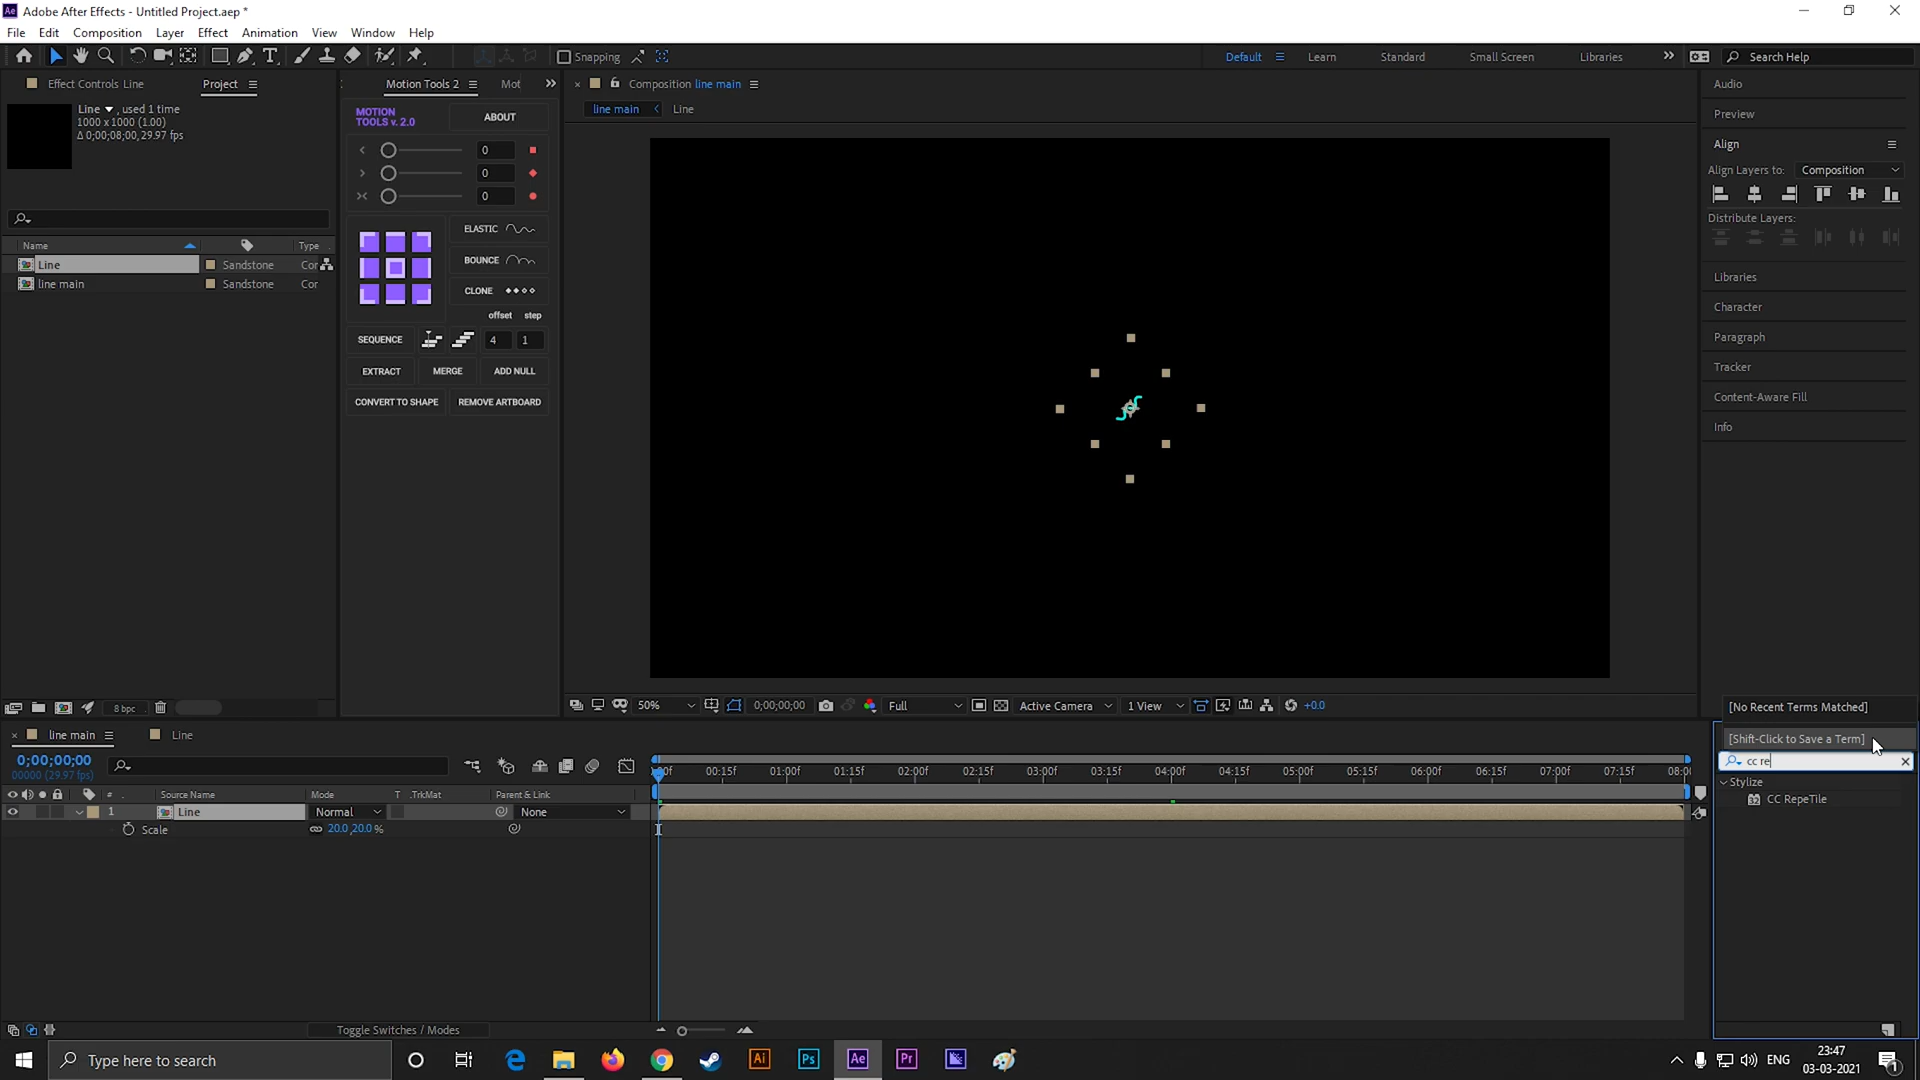 Adobe After Effects - Untitled Project.aep *
File Edit Composition Layer Effect Animation View Window Help
Snapping
Default Learn Standard Small Screen Libraries Search Help
Effect Controls Line Project
Line , used 1 time
1000 x 1000 (1.00)
Δ 0;00;08;00, 29.97 fps
Name Type
Line Sandstone Cor
line main Sandstone Cor
8 bpc
Motion Tools 2 Mot
MOTION TOOLS v. 2.0 ABOUT
0
0
0
ELASTIC
BOUNCE
CLONE
offset step
SEQUENCE 4 1
EXTRACT MERGE ADD NULL
CONVERT TO SHAPE REMOVE ARTBOARD
Composition line main
line main Line
50% 0;00;00;00 Full Active Camera 1 View +0.0
Audio
Preview
Align
Align Layers to: Composition
Distribute Layers:
Libraries
Character
Paragraph
Tracker
Content-Aware Fill
Info
[No Recent Terms Matched]
[Shift-Click to Save a Term]
cc re
Stylize
CC RepeTile
32
line main Line
0;00;00;00
00000 (29.97 fps)
00f 00:15f 01:00f 01:15f 02:00f 02:15f 03:00f 03:15f 04:00f 04:15f 05:00f 05:15f 06:00f 06:15f 07:00f 07:15f 08:0
# Source Name Mode T .TrkMat Parent & Link
1 Line Normal None
Scale 20.0,20.0 %
Toggle Switches / Modes
Type here to search
Ai Ps Ae Pr
ENG 23:47
03-03-2021
1